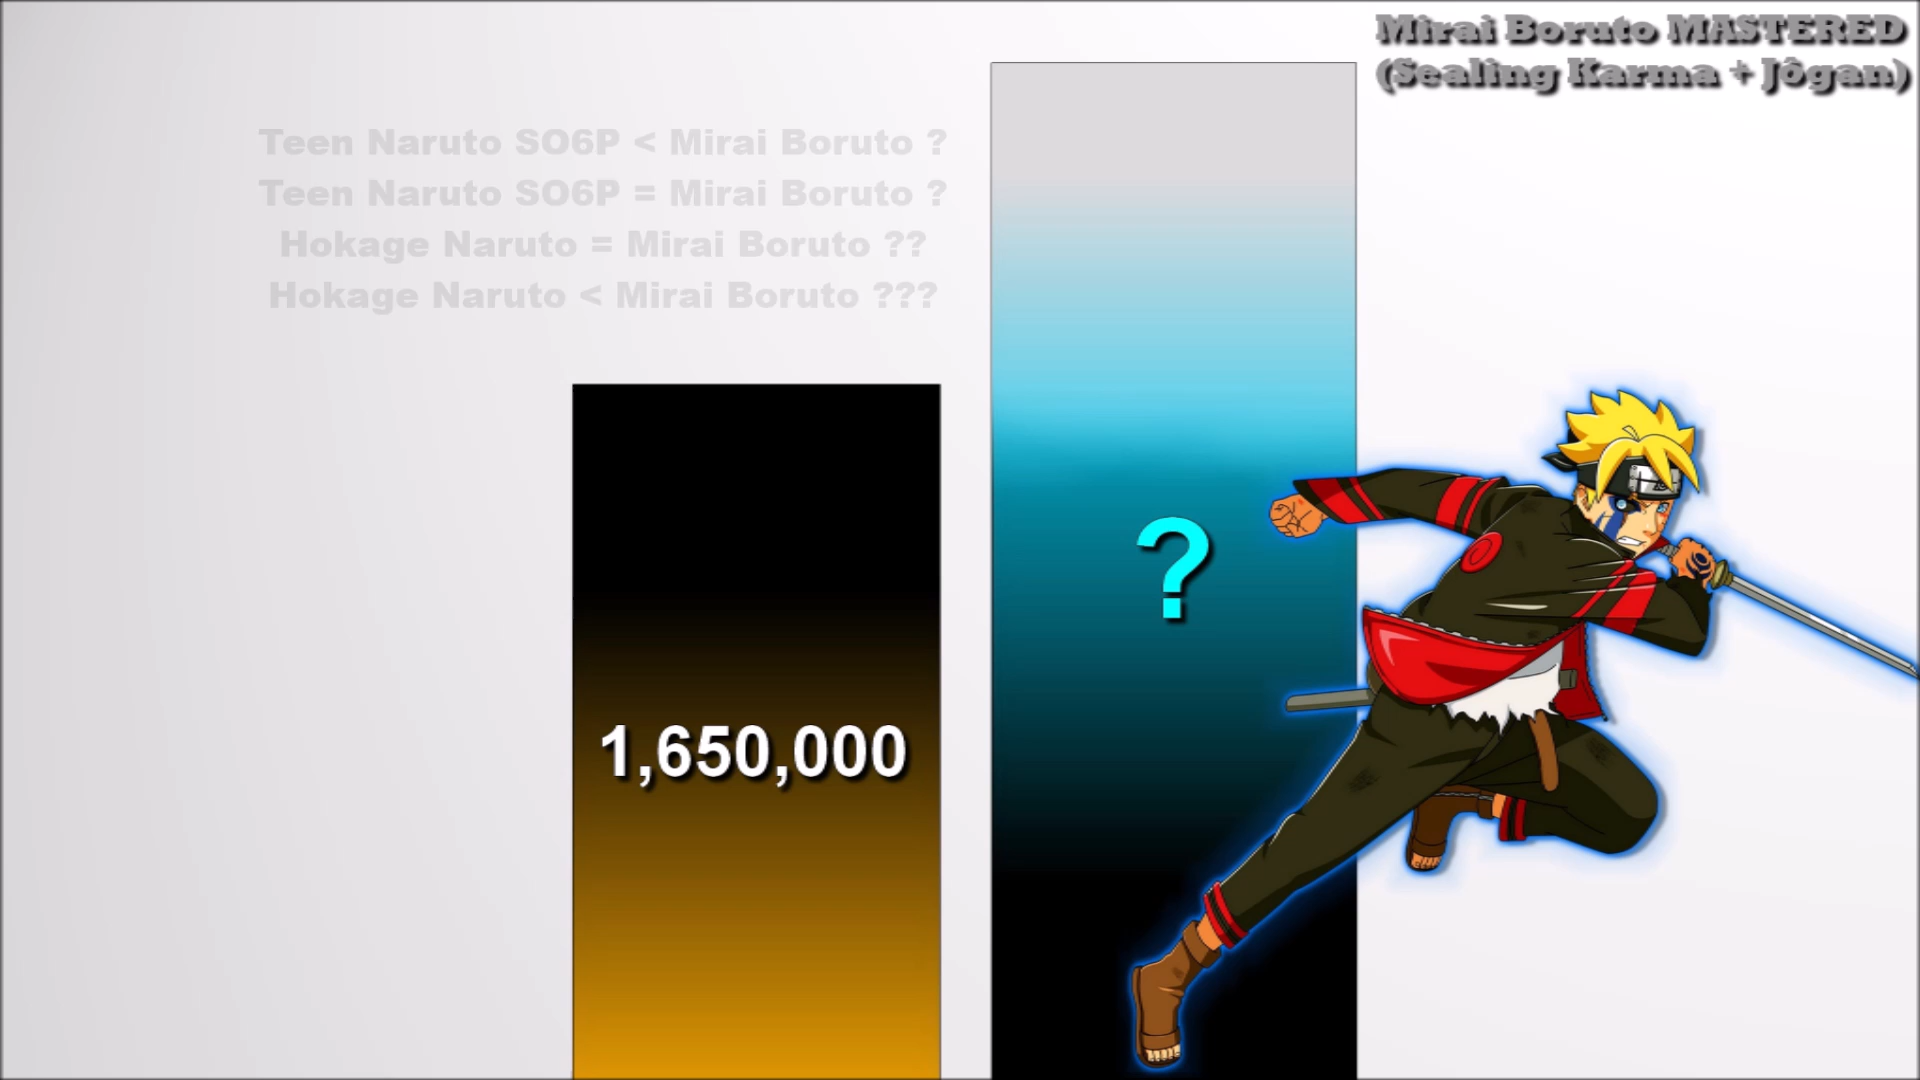 Mirai Boruto MASTERED
(Sealing Karma + Jôgan)
Teen Naruto SO6P < Mirai Boruto ?
Teen Naruto SO6P = Mirai Boruto ?
Hokage Naruto = Mirai Boruto ??
Hokage Naruto < Mirai Boruto ???
?
1,650,000